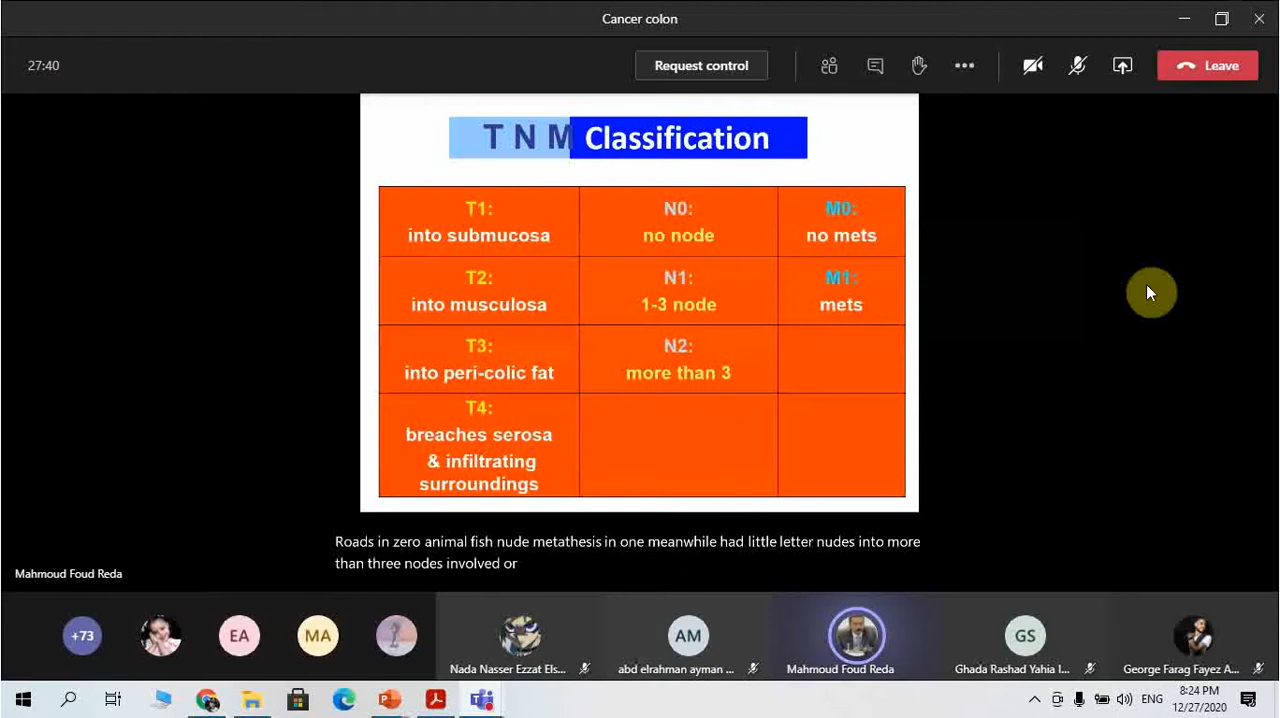 Cancer colon
27:40
Request control
Leave
T N M Classification
T1:
into submucosa
N0:
no node
M0:
no mets
T2:
into musculosa
N1:
1-3 node
M1:
mets
T3:
into peri-colic fat
N2:
more than 3
T4:
breaches serosa
& infiltrating
surroundings
Roads in zero animal fish nude metathesis in one meanwhile had little letter nudes into more
than three nodes involved or
Mahmoud Foud Reda
+73
EA
MA
AM
GS
Nada Nasser Ezzat Els...
abd elrahman ayman ...
Mahmoud Foud Reda
Ghada Rashad Yahia I...
George Farag Fayez A...
ENG
8:24 PM
12/27/2020